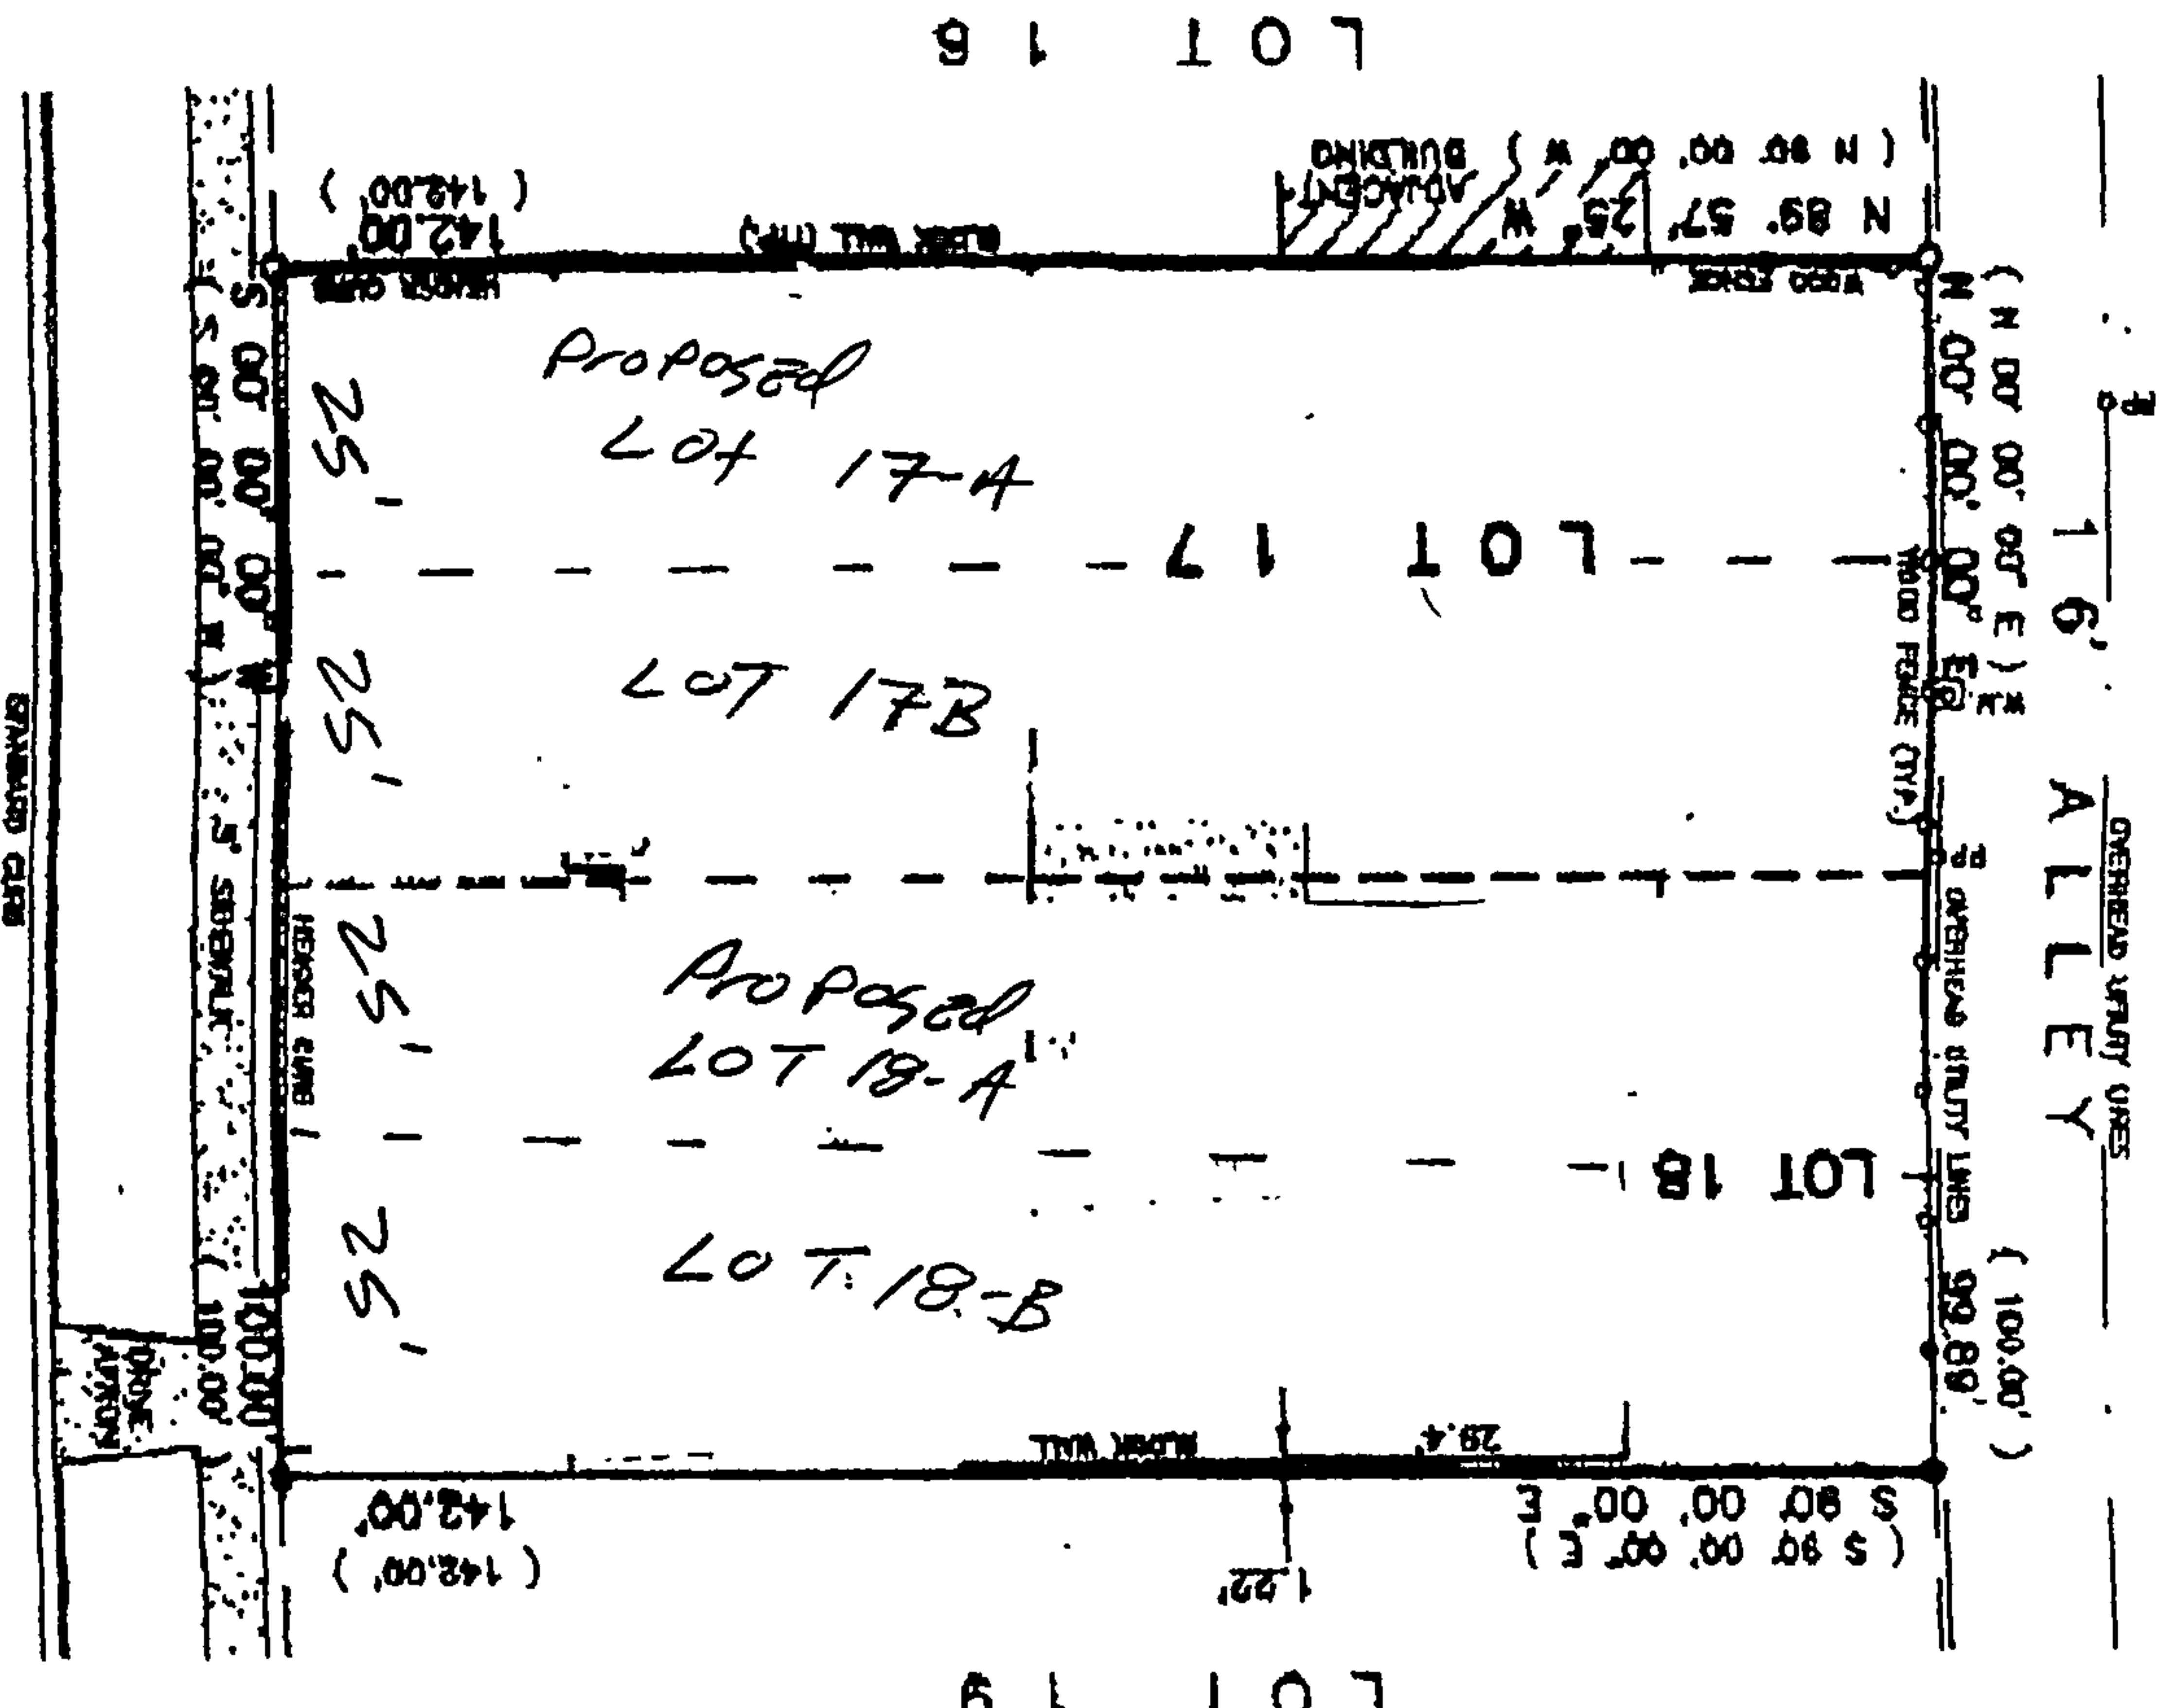 LOT 16
( N 90° 00' 00" W )
ADJACENT
BUILDING
N 89° 57' 25" W
( 142.00' )
142.00'
BLOCK WALL (TYP.)
WOOD FENCE
Proposed
Lot 17-A
25'
LOT 17
LOT 17B
25'
Proposed
LOT 18-A
25'
LOT 18
LOT 18-B
25'
S 00° 00' 00" W
( S 00° 00' 00" W )
5' SIDEWALK
HEADER CURB
STANDARD CURB
100.00'
( 100.00' )
DRIVE
APRON
N 00° 00' 00" E
( N 00° 00' 00" E )
WOOD FENCE (TYP.)
OVERHEAD UTILITY LINES
99.89'
( 100.00' )
16' ALLEY
OVERHEAD UTILITY LINES
BLOCK WALL
29.4'
142.00'
( 142.00' )
S 90° 00' 00" E
( S 90° 00' 00" E )
1.22'
LOT 19